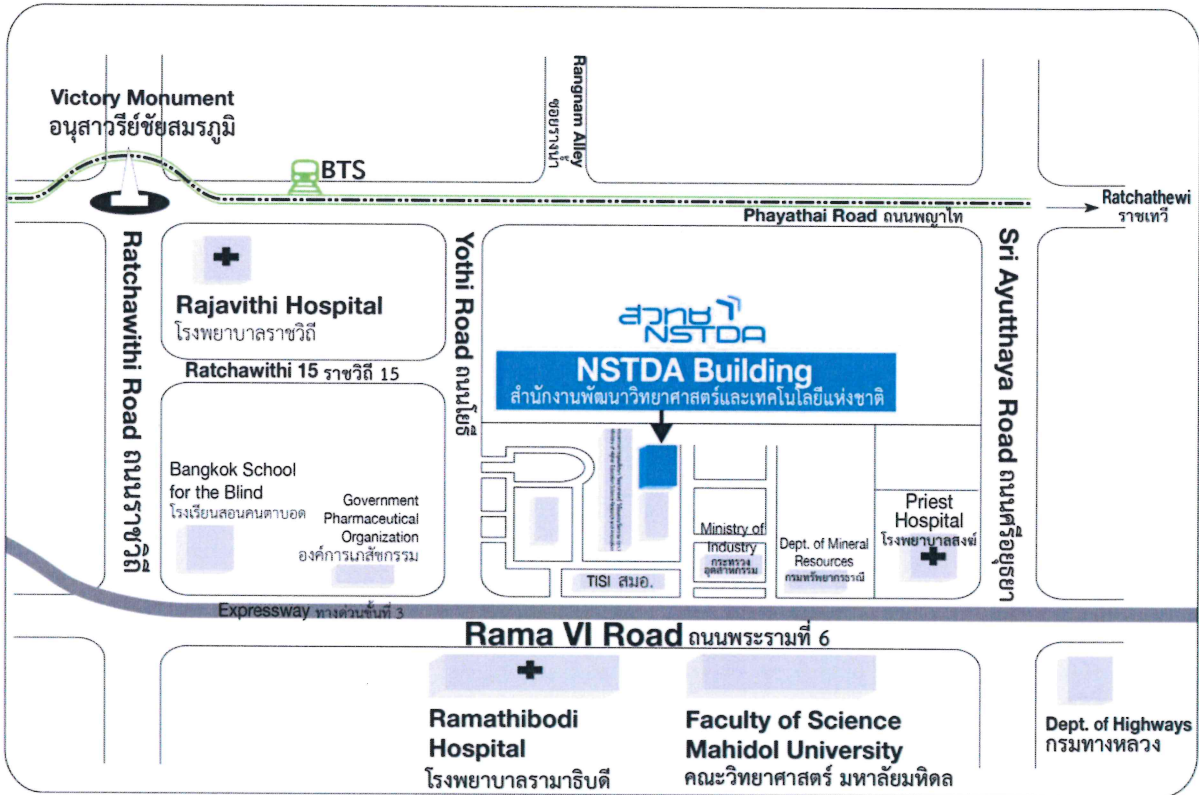 Victory Monument
อนุสาวรีย์ชัยสมรภูมิ
Rangnam Alley
ซอยรางน้ำ
BTS
Ratchathewi
ราชเทวี
Phayathai Road ถนนพญาไท
Ratchawithi Road ถนนราชวิถี
Rajavithi Hospital
โรงพยาบาลราชวิถี
Ratchawithi 15 ราชวิถี 15
Yothi Road ถนนโยธี
สวทช
NSTDA
NSTDA Building
สำนักงานพัฒนาวิทยาศาสตร์และเทคโนโลยีแห่งชาติ
Sri Ayutthaya Road ถนนศรีอยุธยา
Bangkok School
for the Blind
โรงเรียนสอนคนตาบอด
Government
Pharmaceutical
Organization
องค์การเภสัชกรรม
Ministry of
Industry
กระทรวง
อุตสาหกรรม
Dept. of Mineral
Resources
กรมทรัพยากรธรณี
Priest
Hospital
โรงพยาบาลสงฆ์
TISI สมอ.
Expressway ทางด่วนขั้นที่ 3
Rama VI Road ถนนพระรามที่ 6
Ramathibodi
Hospital
โรงพยาบาลรามาธิบดี
Faculty of Science
Mahidol University
คณะวิทยาศาสตร์ มหาลัยมหิดล
Dept. of Highways
กรมทางหลวง